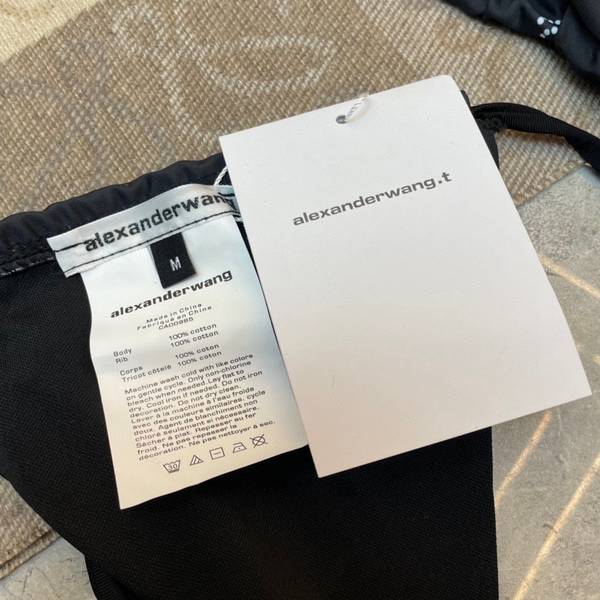 alexanderwang
M
alexanderwang
Made in China
Fabriqué en Chine
CA00985
Body 100% cotton
Rib 100% cotton
Corps 100% coton
Tricot côtelé 100% coton
Machine wash cold with like colors
on gentle cycle. Only non-chlorine
bleach when needed. Lay flat to
dry. Cool iron if needed. Do not iron
decoration. Do not dry clean.
Laver à la machine à l'eau froide
avec des couleurs similaires, cycle
doux. Agent de blanchiment non
chloré seulement si nécessaire.
Sécher à plat. Repasser au fer
froid. Ne pas repasser la
décoration. Ne pas nettoyer à sec.
30
alexanderwang.t